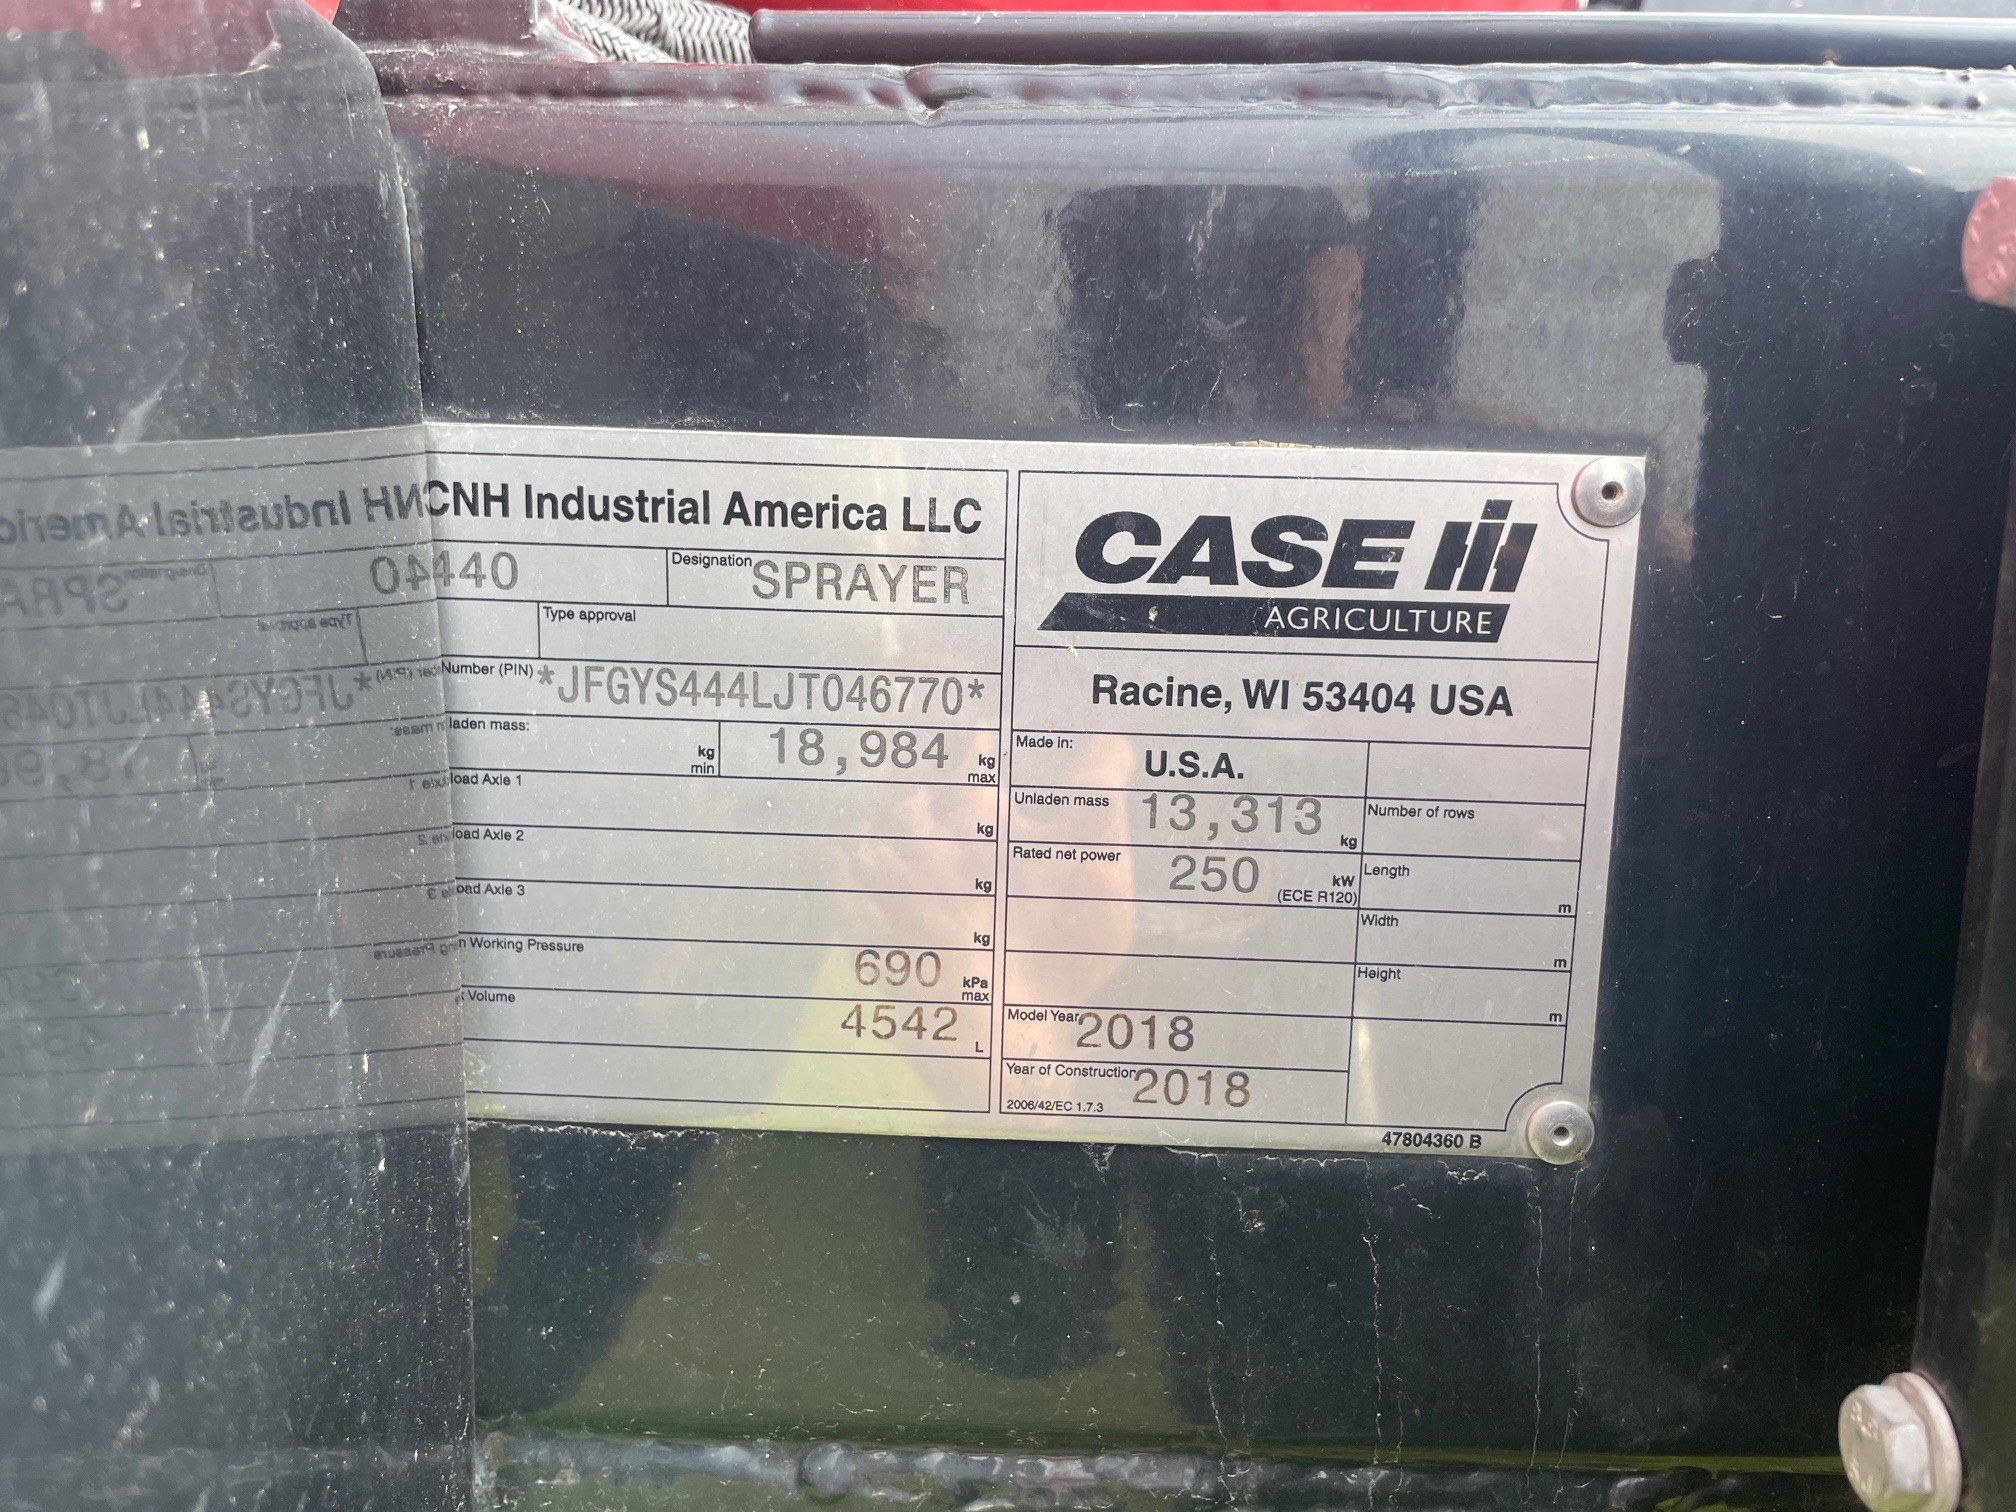 CNH Industrial America LLC
4440
Designation SPRAYER
Type approval
Number (PIN) *JFGYS444LJT046770*
laden mass: kg min 18,984 kg max
load Axle 1 kg
load Axle 2 kg
oad Axle 3 kg
n Working Pressure 690 kPa max
Volume 4542 L
CASE IH
AGRICULTURE
Racine, WI 53404 USA
Made in: U.S.A.
Unladen mass 13,313 kg
Number of rows
Rated net power 250 kW (ECE R120)
Length m
Width m
Height m
Model Year 2018
Year of Construction 2018
2006/42/EC 1.7.3
47804360 B